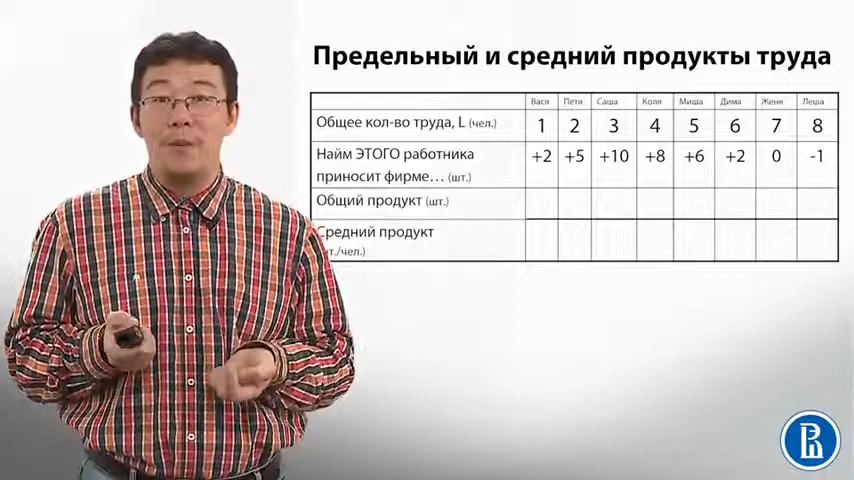 Предельный и средний продукты труда
Вася Петя Саша Коля Миша Дима Женя Леша
Общее кол-во труда, L (чел.) 1 2 3 4 5 6 7 8
Найм ЭТОГО работника +2 +5 +10 +8 +6 +2 0 -1
приносит фирме... (шт.)
Общий продукт (шт.)
Средний продукт
шт./чел.)